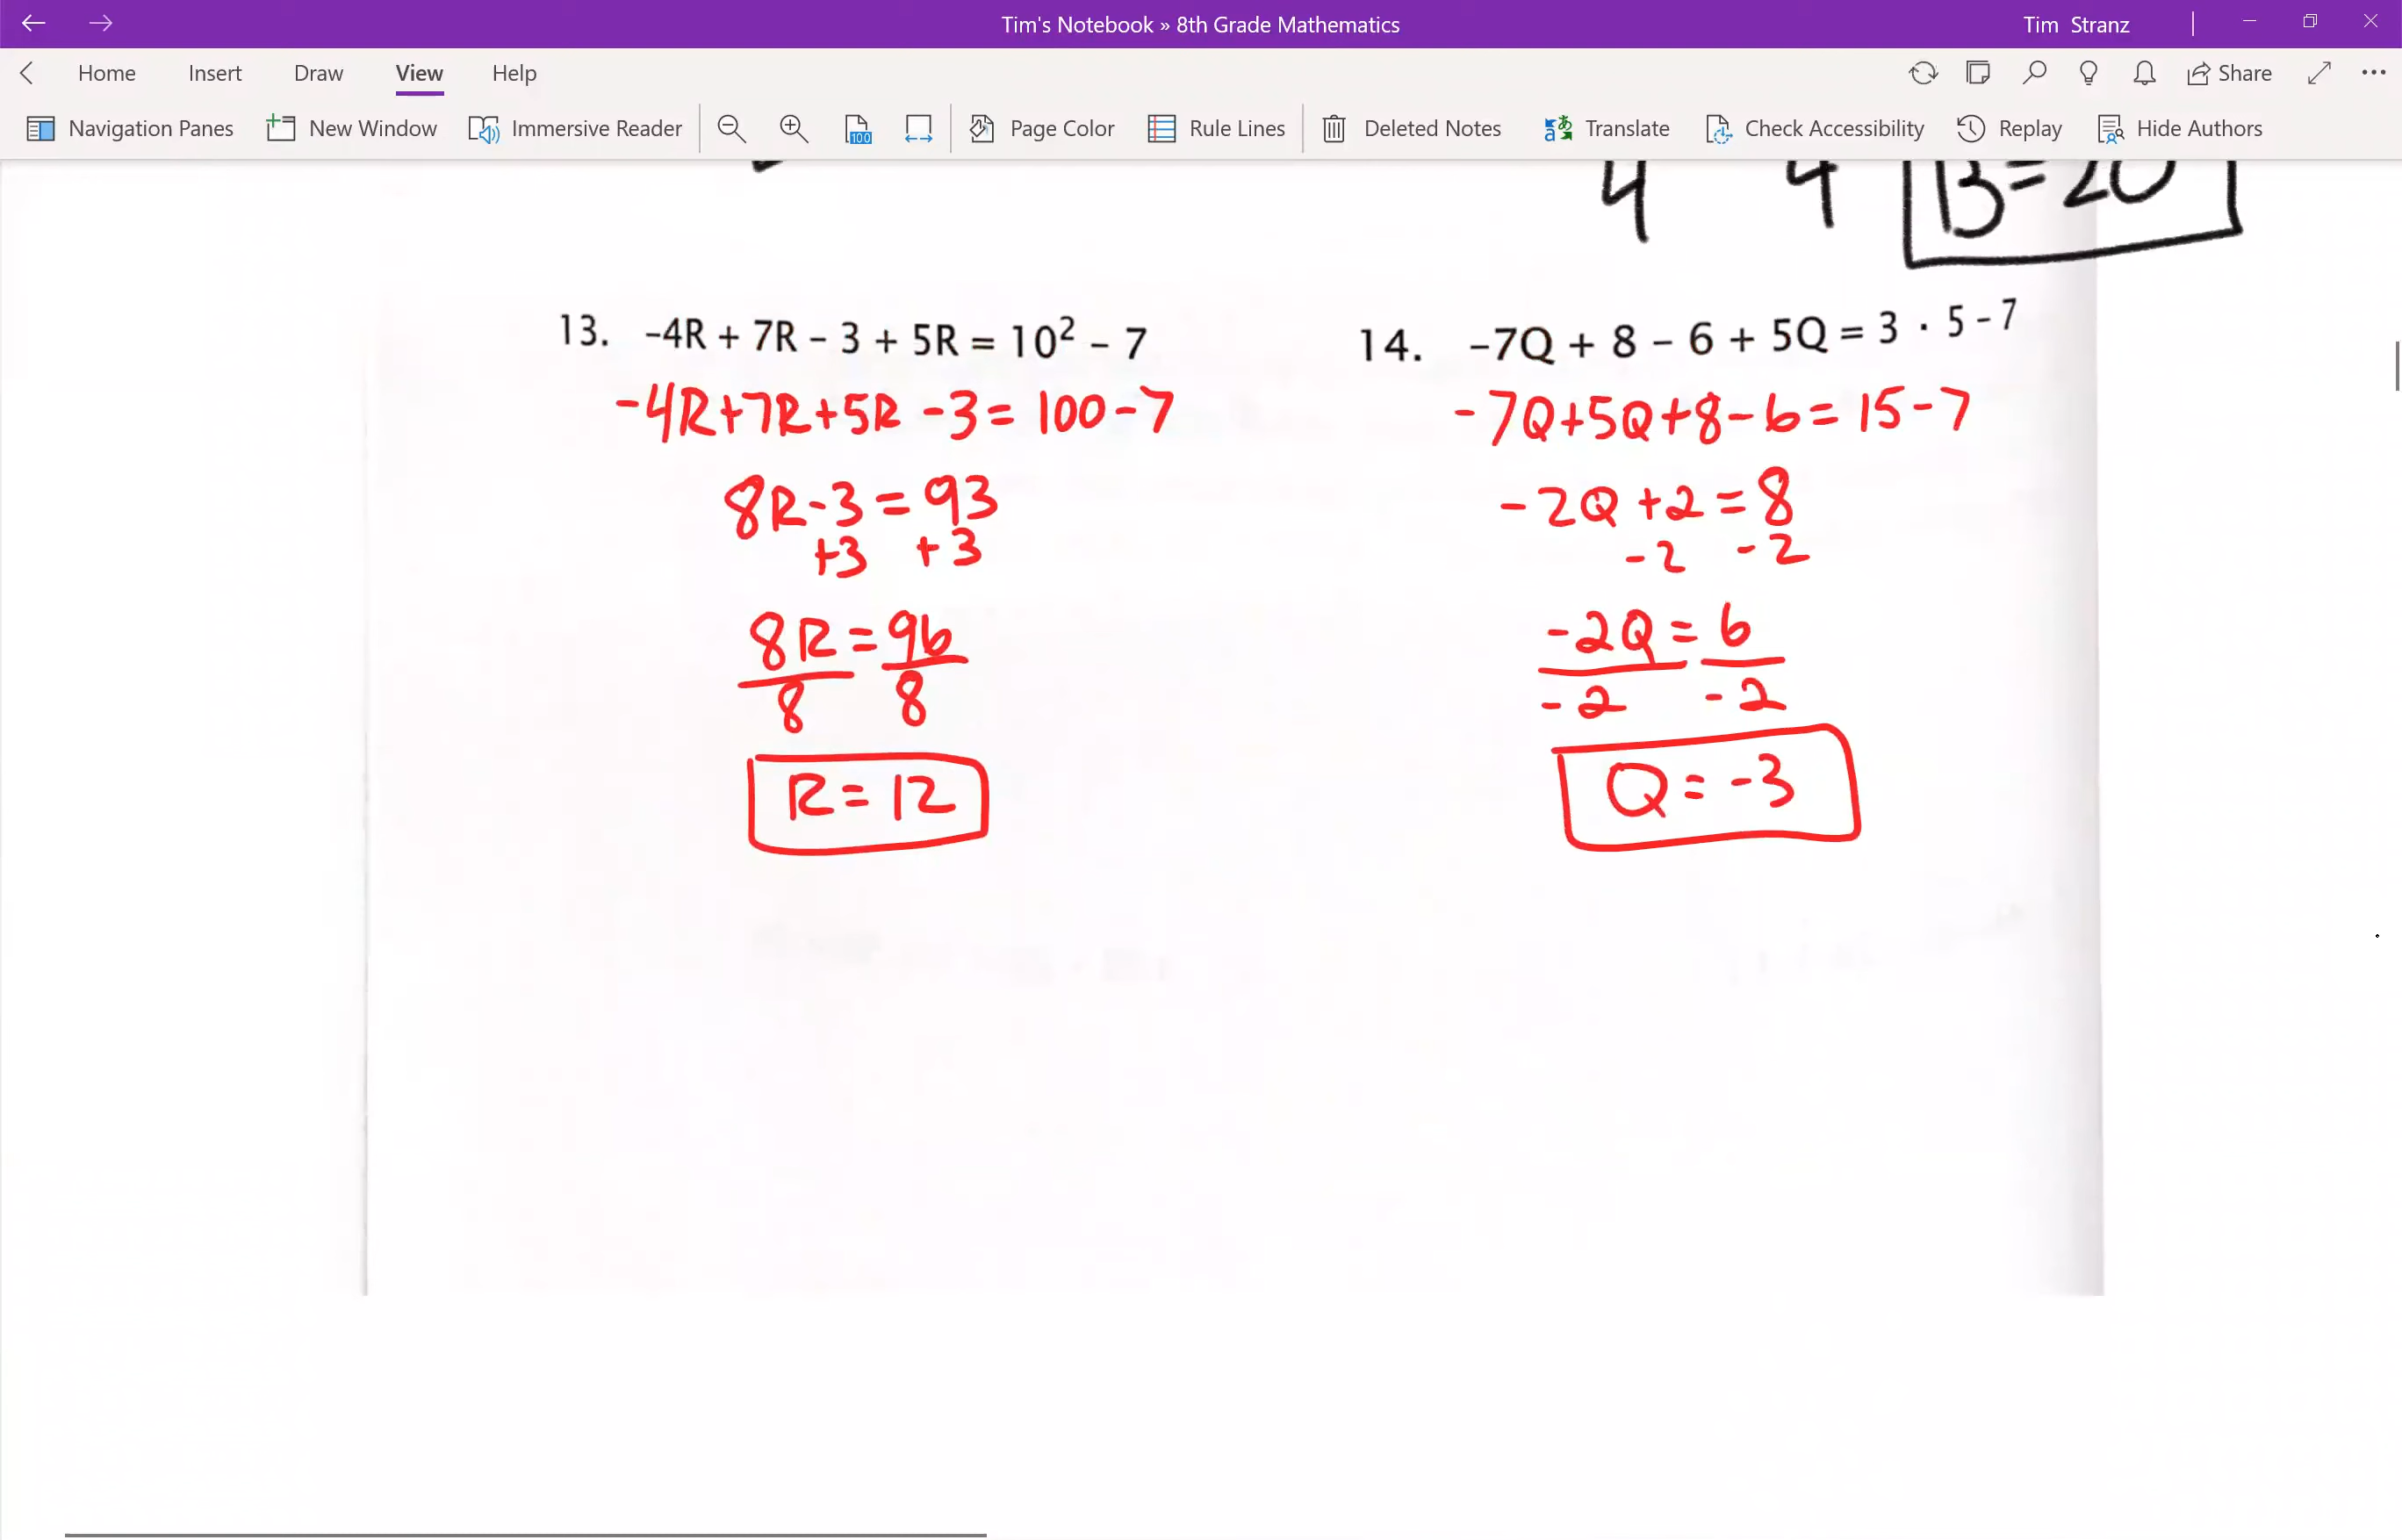 Tim's Notebook » 8th Grade Mathematics
Tim Stranz
Home Insert Draw View Help
Share
Navigation Panes New Window Immersive Reader 100 Page Color Rule Lines Deleted Notes Translate Check Accessibility Replay Hide Authors
4 4 B=20
13. -4R + 7R - 3 + 5R = 10² - 7
-4R+7R+5R-3=100-7
8R-3=93
+3 +3
8R=96
8 8
R=12
14. -7Q + 8 - 6 + 5Q = 3 · 5 - 7
-7Q+5Q+8-6=15-7
-2Q+2=8
-2 -2
-2Q=6
-2 -2
Q=-3